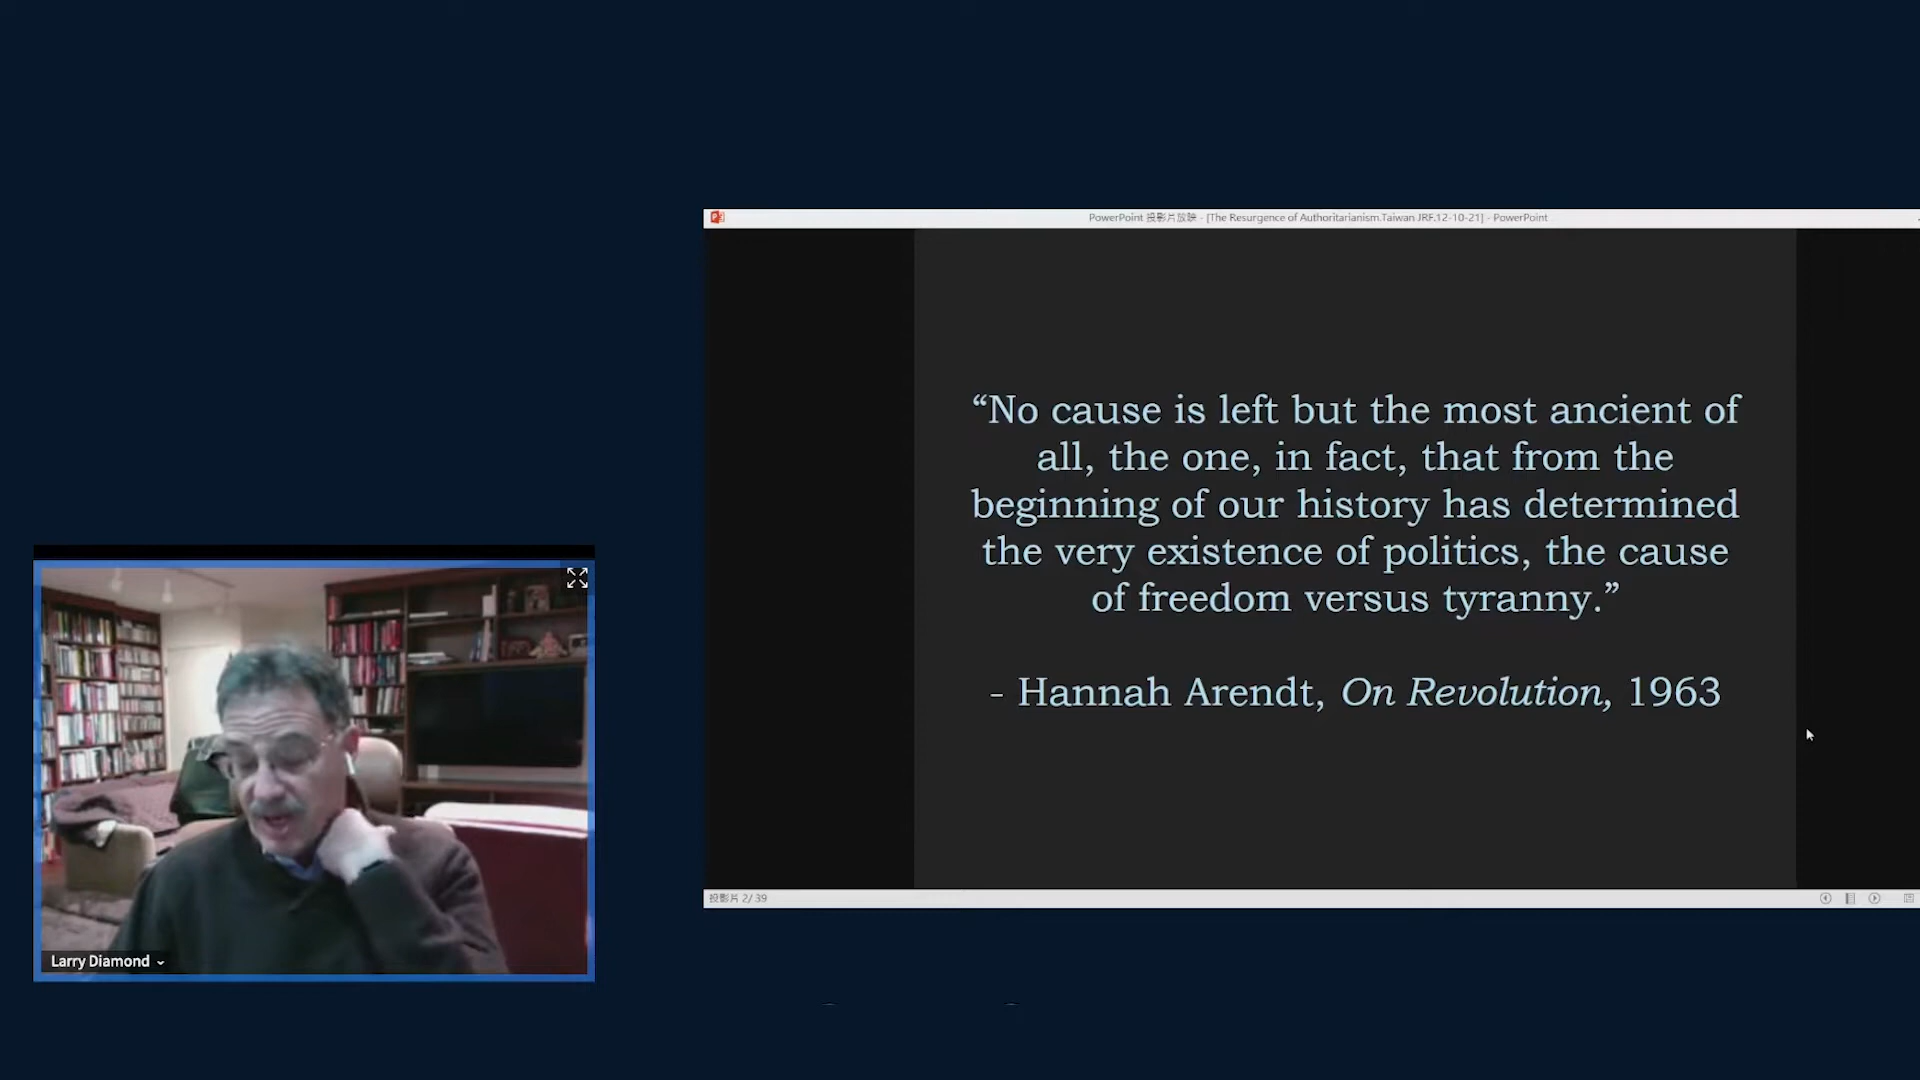 PowerPoint 投影片放映 - [The Resurgence of Authoritarianism.Taiwan JRF.12-10-21] - PowerPoint
“No cause is left but the most ancient of
all, the one, in fact, that from the
beginning of our history has determined
the very existence of politics, the cause
of freedom versus tyranny.”
- Hannah Arendt, On Revolution, 1963
投影片 2/ 39
Larry Diamond